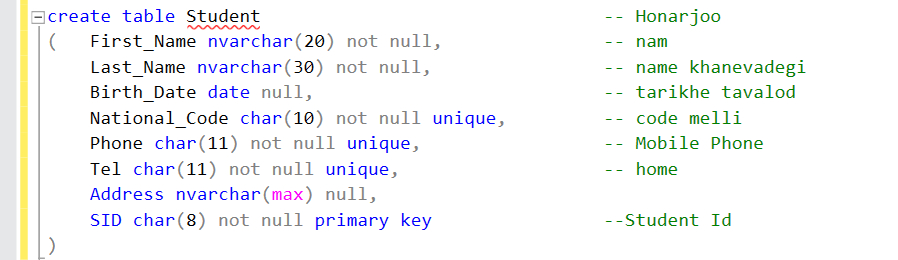 create table Student -- Honarjoo
( First_Name nvarchar(20) not null, -- nam
Last_Name nvarchar(30) not null, -- name khanevadegi
Birth_Date date null, -- tarikhe tavalod
National_Code char(10) not null unique, -- code melli
Phone char(11) not null unique, -- Mobile Phone
Tel char(11) not null unique, -- home
Address nvarchar(max) null,
SID char(8) not null primary key --Student Id
)